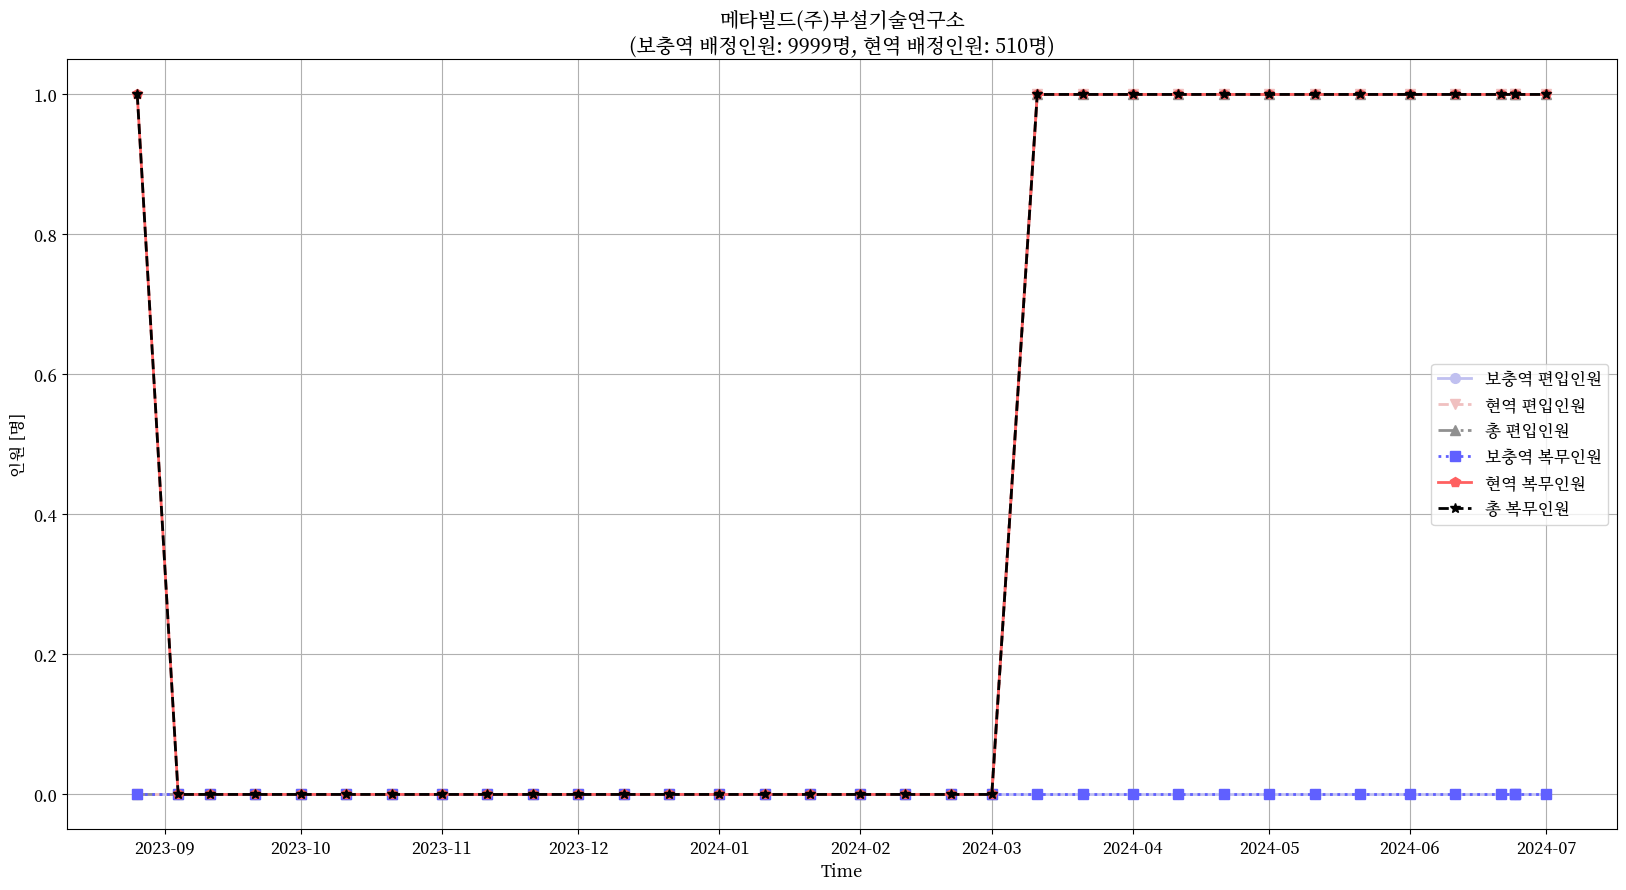 메타빌드(주)부설기술연구소
(보충역 배정인원: 9999명, 현역 배정인원: 510명)
인원 [명]
1.0
0.8
0.6
0.4
0.2
0.0
보충역 편입인원
현역 편입인원
총 편입인원
보충역 복무인원
현역 복무인원
총 복무인원
2023-09
2023-10
2023-11
2023-12
2024-01
2024-02
2024-03
2024-04
2024-05
2024-06
2024-07
Time